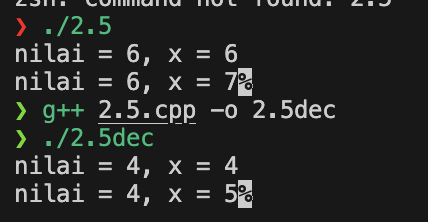 zsh: command not found: 2.5
❯ ./2.5
nilai = 6, x = 6
nilai = 6, x = 7%
❯ g++ 2.5.cpp -o 2.5dec
❯ ./2.5dec
nilai = 4, x = 4
nilai = 4, x = 5%